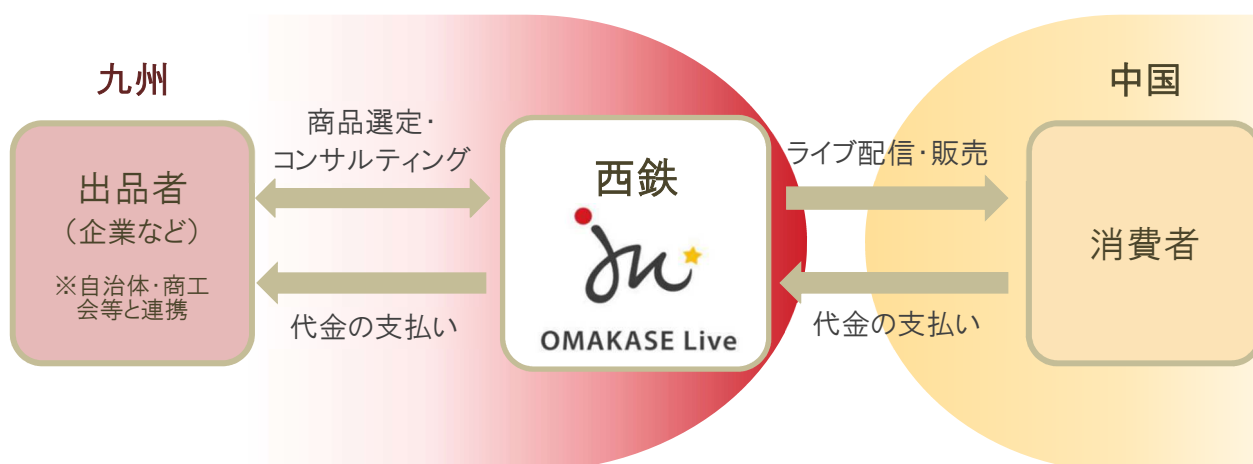 九州
出品者
（企業など）
※自治体・商工
会等と連携
商品選定・
コンサルティング
代金の支払い
西鉄
OMAKASE Live
ライブ配信・販売
代金の支払い
中国
消費者